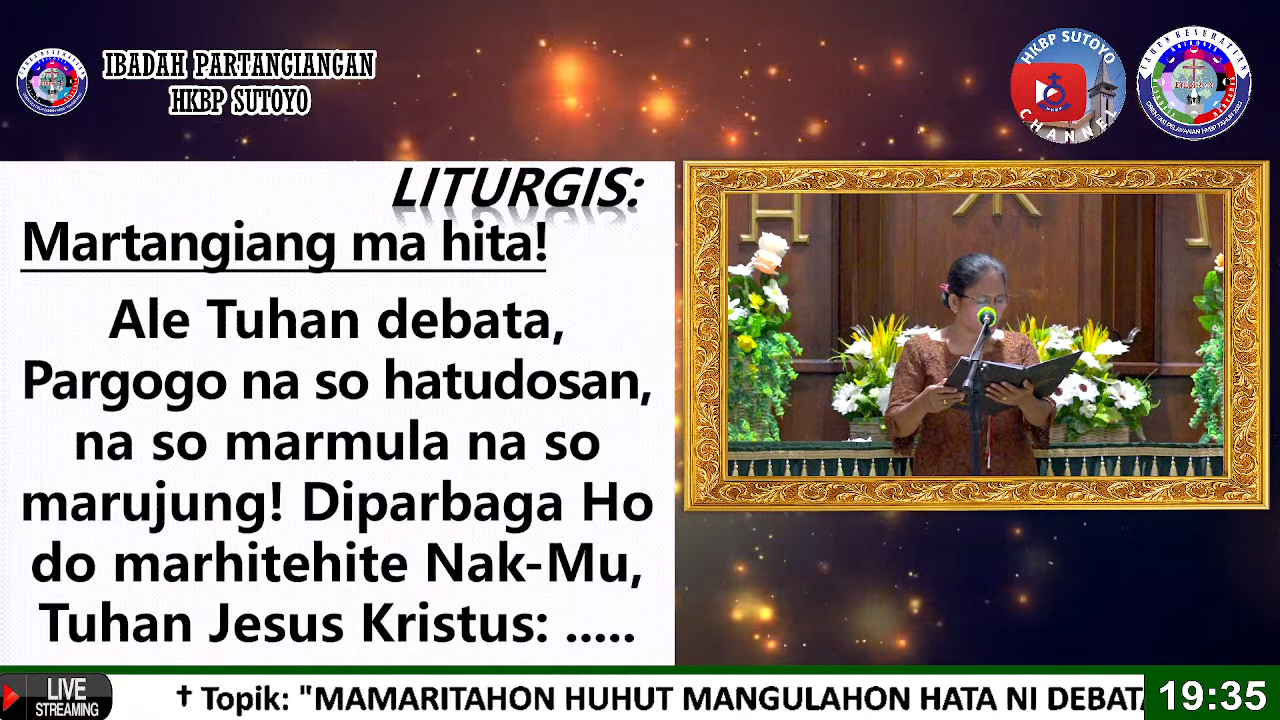 IBADAH PARTANGIANGAN
HKBP SUTOYO
HKBP SUTOYO
CHANNEL
LITURGIS:
Martangiang ma hita!
Ale Tuhan debata,
Pargogo na so hatudosan,
na so marmula na so
marujung! Diparbaga Ho
do marhitehite Nak-Mu,
Tuhan Jesus Kristus: .....
LIVE
STREAMING
✝ Topik: "MAMARITAHON HUHUT MANGULAHON HATA NI DEBATA
19:35